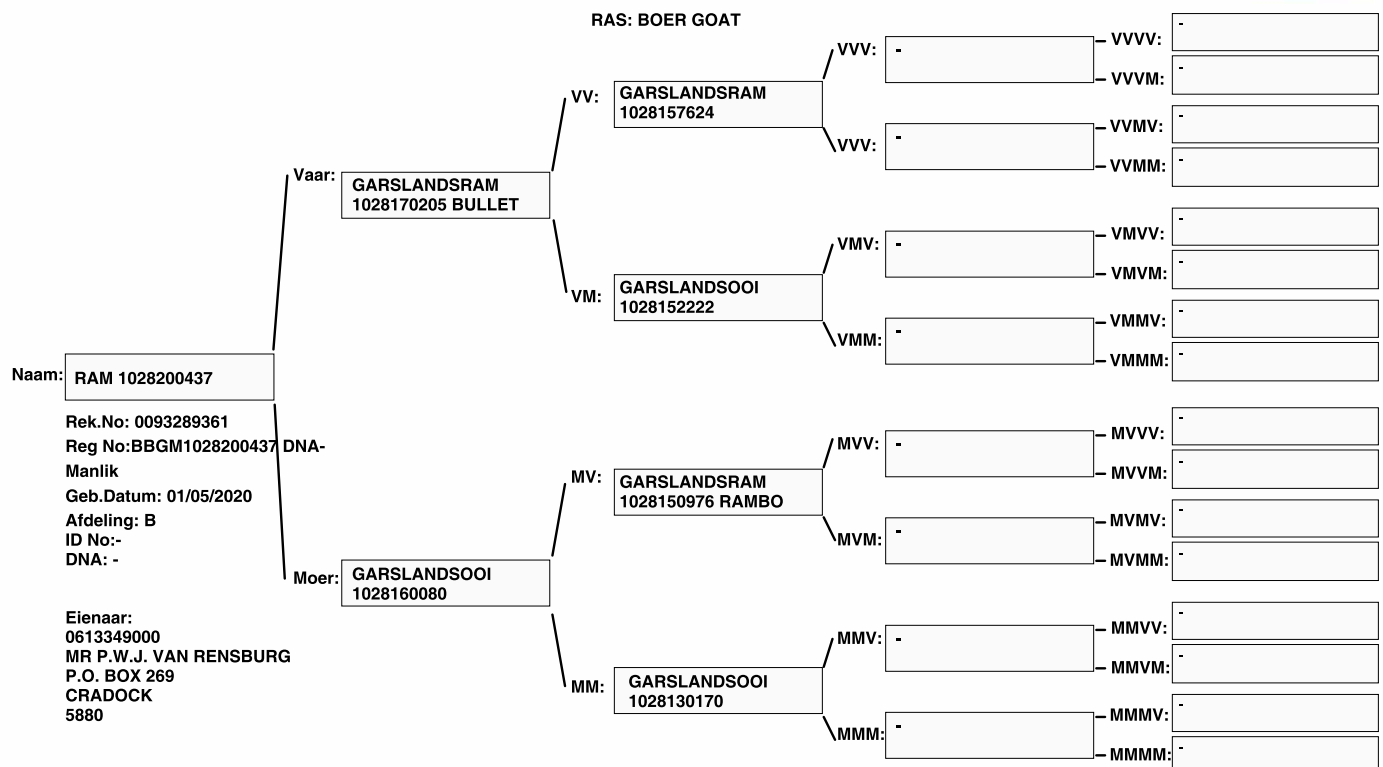 RAS: BOER GOAT
Naam:
RAM 1028200437
Rek.No: 0093289361
Reg No:BBGM1028200437 DNA-
Manlik
Geb.Datum: 01/05/2020
Afdeling: B
ID No:-
DNA: -
Eienaar:
0613349000
MR P.W.J. VAN RENSBURG
P.O. BOX 269
CRADOCK
5880
Vaar:
GARSLANDSRAM
1028170205 BULLET
Moer:
GARSLANDSOOI
1028160080
VV:
GARSLANDSRAM
1028157624
VM:
GARSLANDSOOI
1028152222
MV:
GARSLANDSRAM
1028150976 RAMBO
MM:
GARSLANDSOOI
1028130170
VVV: -
VVV: -
VMV: -
VMM: -
MVV: -
MVM: -
MMV: -
MMM: -
VVVV: -
VVVM: -
VVMV: -
VVMM: -
VMVV: -
VMVM: -
VMMV: -
VMMM: -
MVVV: -
MVVM: -
MVMV: -
MVMM: -
MMVV: -
MMVM: -
MMMV: -
MMMM: -